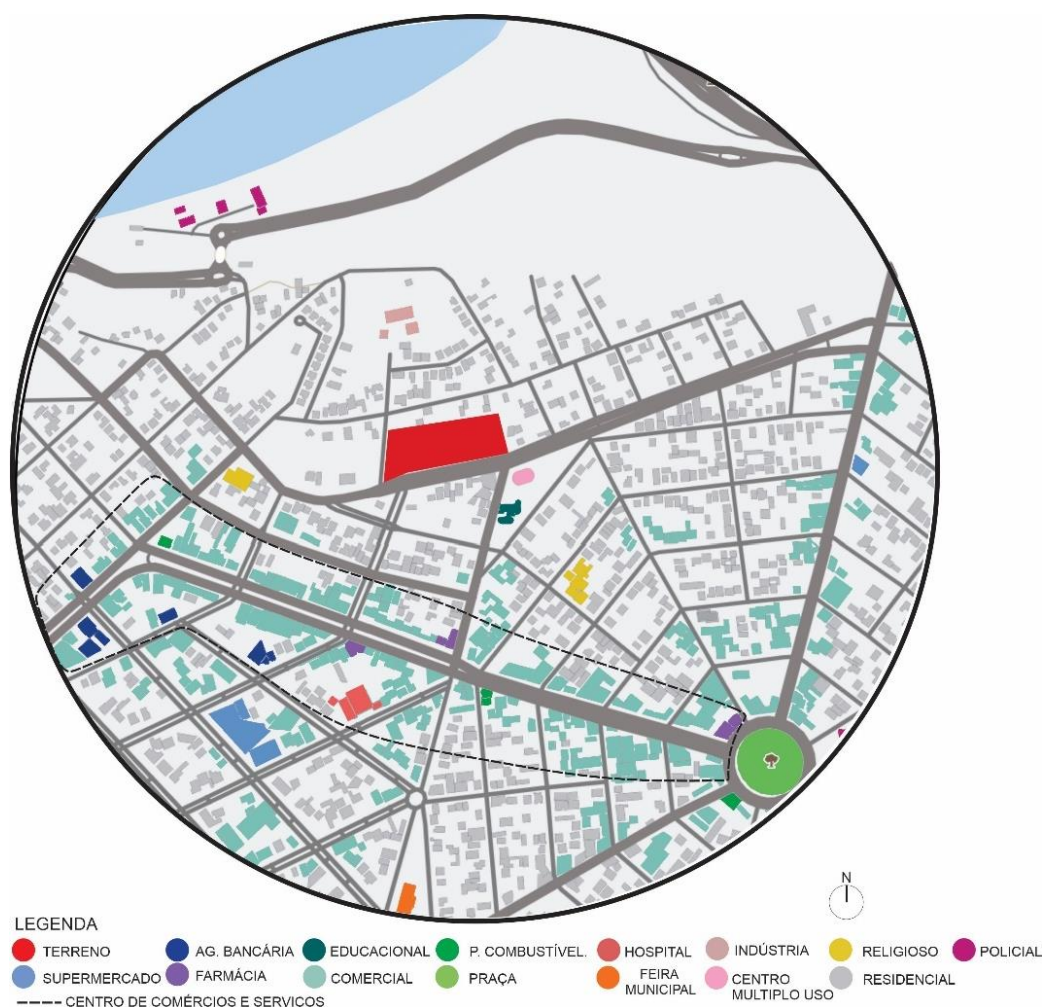 N
LEGENDA
TERRENO AG. BANCÁRIA EDUCACIONAL P. COMBUSTÍVEL. HOSPITAL INDÚSTRIA RELIGIOSO POLICIAL
SUPERMERCADO FARMÁCIA COMERCIAL PRAÇA FEIRA MUNICIPAL CENTRO MULTIPLO USO RESIDENCIAL
CENTRO DE COMÉRCIOS E SERVICOS